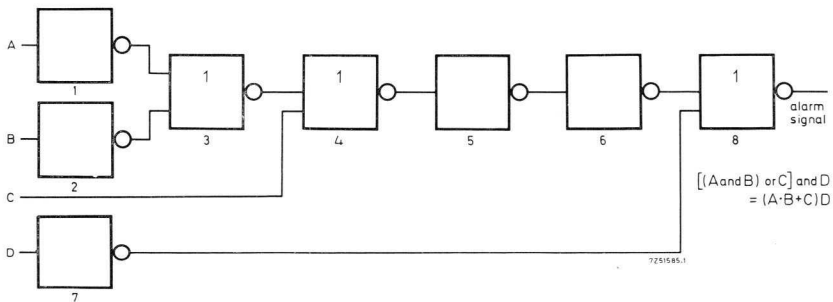 A
1
B
2
1
3
1
4
5
6
1
8
alarm
signal
C
D
7
[(A and B) or C] and D
= (A·B+C)D
7Z51585.1